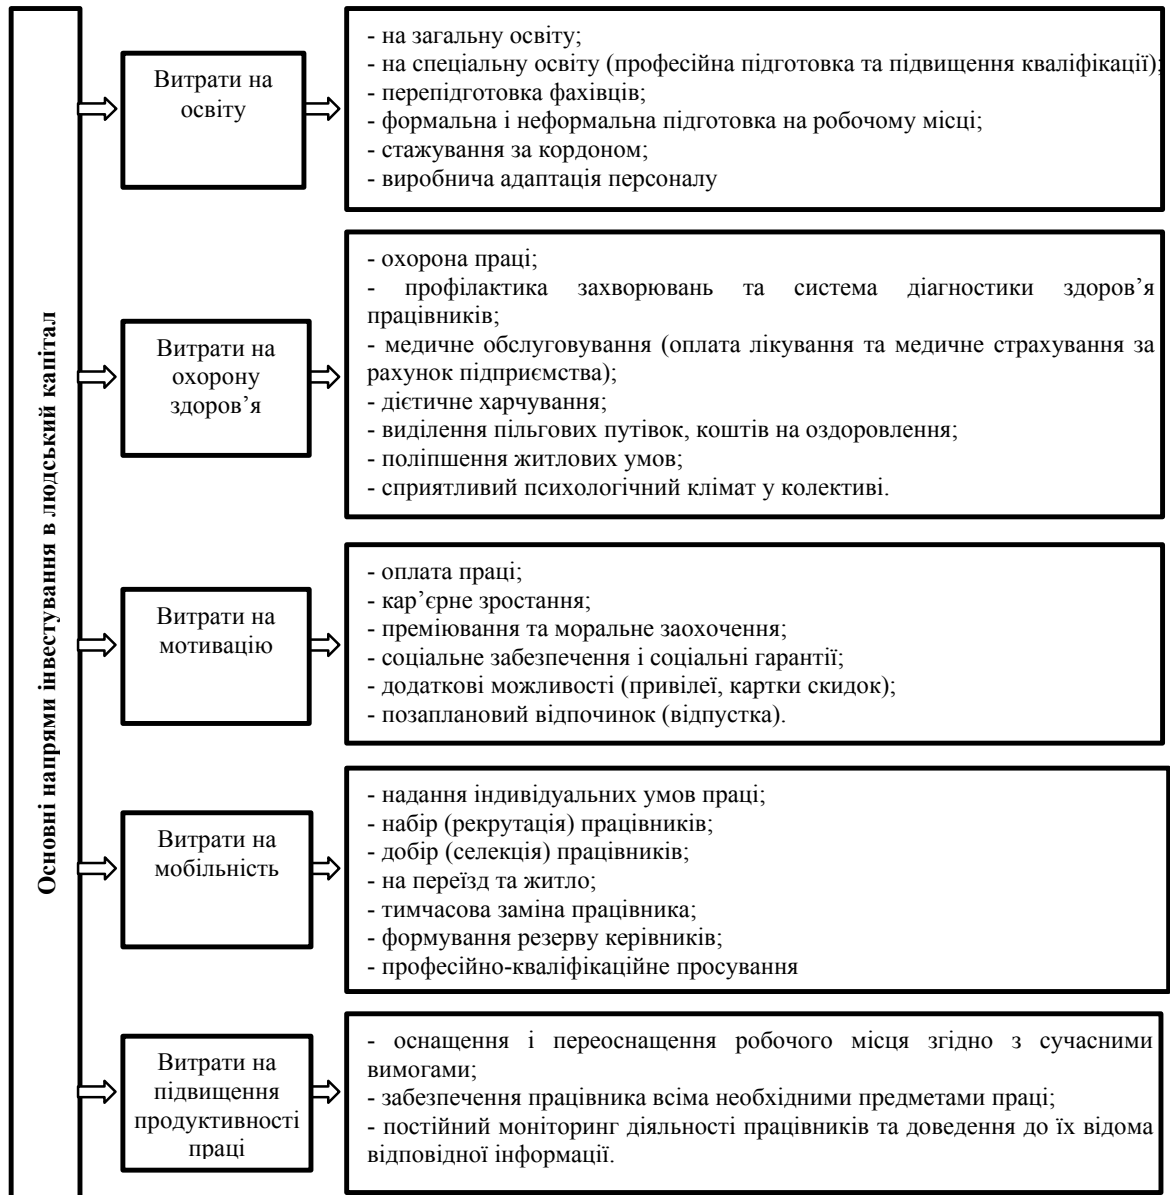 Основні напрями інвестування в людський капітал
Витрати на
освіту
- на загальну освіту;
- на спеціальну освіту (професійна підготовка та підвищення кваліфікації);
- перепідготовка фахівців;
- формальна і неформальна підготовка на робочому місці;
- стажування за кордоном;
- виробнича адаптація персоналу
Витрати на
охорону
здоров’я
- охорона праці;
- профілактика захворювань та система діагностики здоров’я
працівників;
- медичне обслуговування (оплата лікування та медичне страхування за
рахунок підприємства);
- дієтичне харчування;
- виділення пільгових путівок, коштів на оздоровлення;
- поліпшення житлових умов;
- сприятливий психологічний клімат у колективі.
Витрати на
мотивацію
- оплата праці;
- кар’єрне зростання;
- преміювання та моральне заохочення;
- соціальне забезпечення і соціальні гарантії;
- додаткові можливості (привілеї, картки скидок);
- позаплановий відпочинок (відпустка).
Витрати на
мобільність
- надання індивідуальних умов праці;
- набір (рекрутація) працівників;
- добір (селекція) працівників;
- на переїзд та житло;
- тимчасова заміна працівника;
- формування резерву керівників;
- професійно-кваліфікаційне просування
Витрати на
підвищення
продуктивності
праці
- оснащення і переоснащення робочого місця згідно з сучасними
вимогами;
- забезпечення працівника всіма необхідними предметами праці;
- постійний моніторинг діяльності працівників та доведення до їх відома
відповідної інформації.